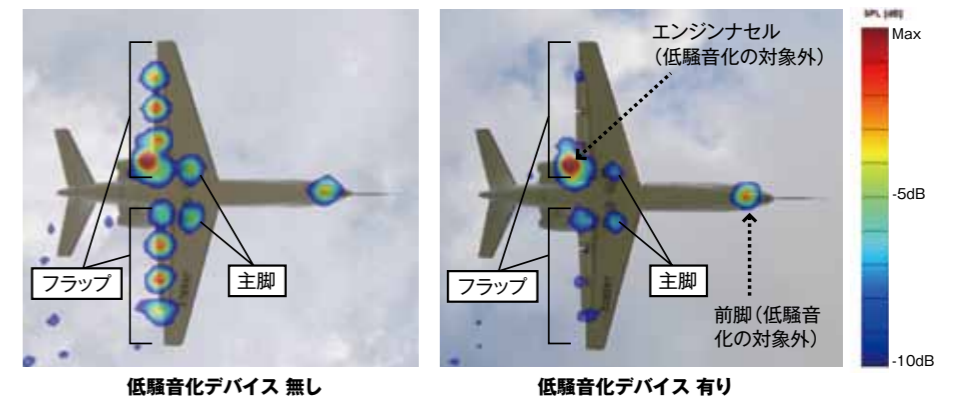 エンジンナセル
(低騒音化の対象外)
SPL [dB]
Max
-5dB
-10dB
フラップ
主脚
フラップ
主脚
前脚(低騒音
化の対象外)
低騒音化デバイス 無し
低騒音化デバイス 有り